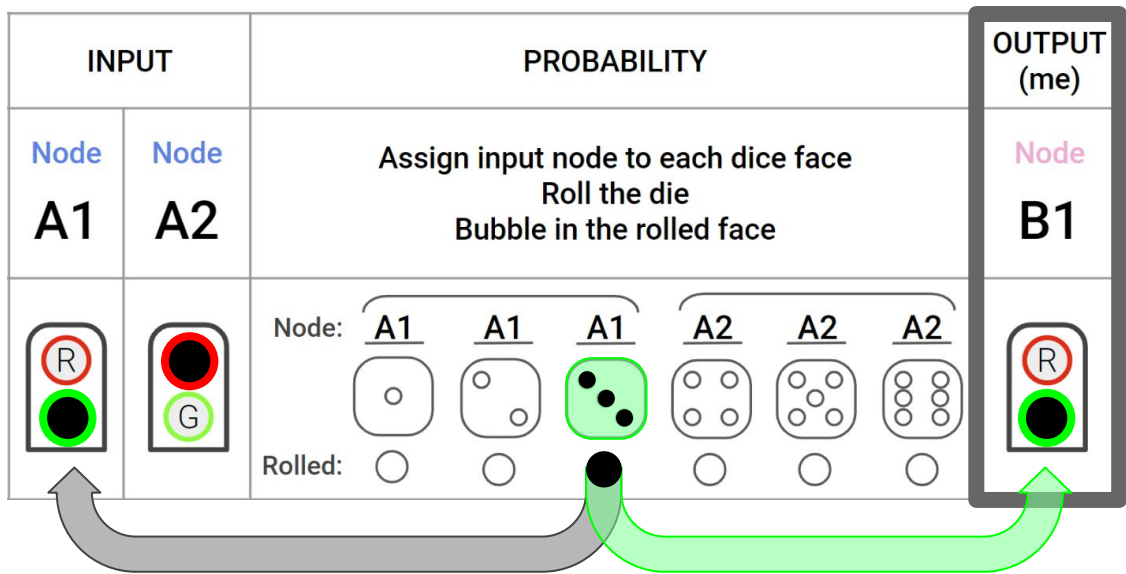 INPUT
PROBABILITY
OUTPUT
(me)
Node
A1
Node
A2
Assign input node to each dice face
Roll the die
Bubble in the rolled face
Node
B1
Node: A1 A1 A1 A2 A2 A2
R
G
R
Rolled: